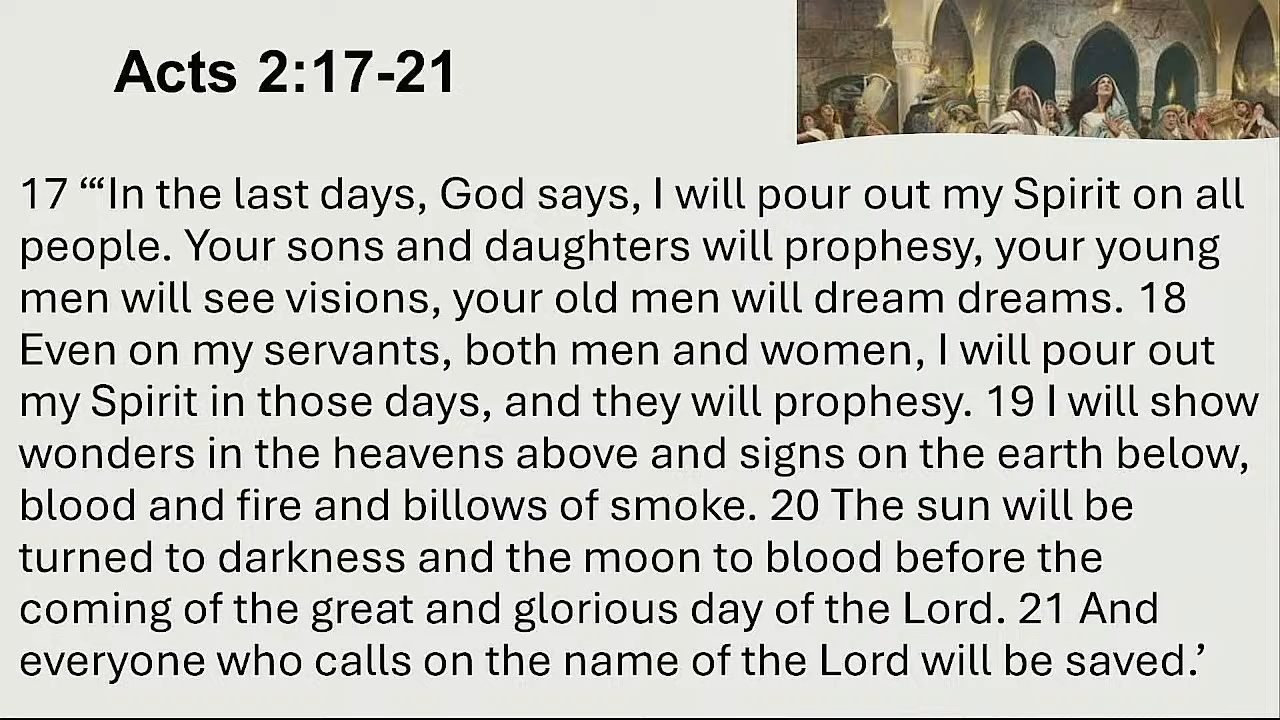 Acts 2:17-21
17 “‘In the last days, God says, I will pour out my Spirit on all
people. Your sons and daughters will prophesy, your young
men will see visions, your old men will dream dreams. 18
Even on my servants, both men and women, I will pour out
my Spirit in those days, and they will prophesy. 19 I will show
wonders in the heavens above and signs on the earth below,
blood and fire and billows of smoke. 20 The sun will be
turned to darkness and the moon to blood before the
coming of the great and glorious day of the Lord. 21 And
everyone who calls on the name of the Lord will be saved.’